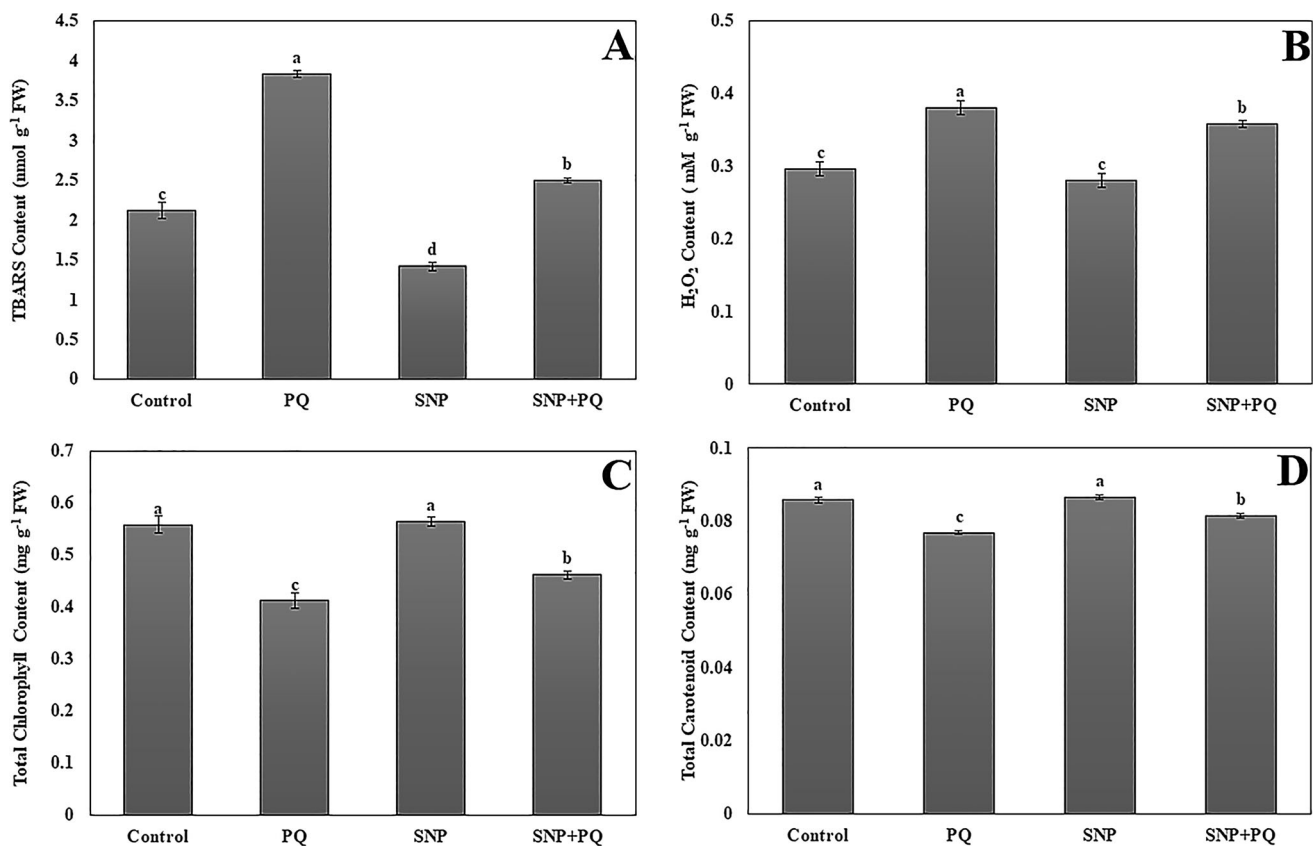 A
TBARS Content (nmol g⁻¹ FW)
4.5
4
3.5
3
2.5
2
1.5
1
0.5
0
c
a
d
b
Control PQ SNP SNP+PQ
B
H₂O₂ Content ( mM g⁻¹ FW)
0.5
0.4
0.3
0.2
0.1
0
c
a
c
b
Control PQ SNP SNP+PQ
C
Total Chlorophyll Content (mg g⁻¹ FW)
0.7
0.6
0.5
0.4
0.3
0.2
0.1
0
a
c
a
b
Control PQ SNP SNP+PQ
D
Total Carotenoid Content (mg g⁻¹ FW)
0.1
0.08
0.06
0.04
0.02
0
a
c
a
b
Control PQ SNP SNP+PQ